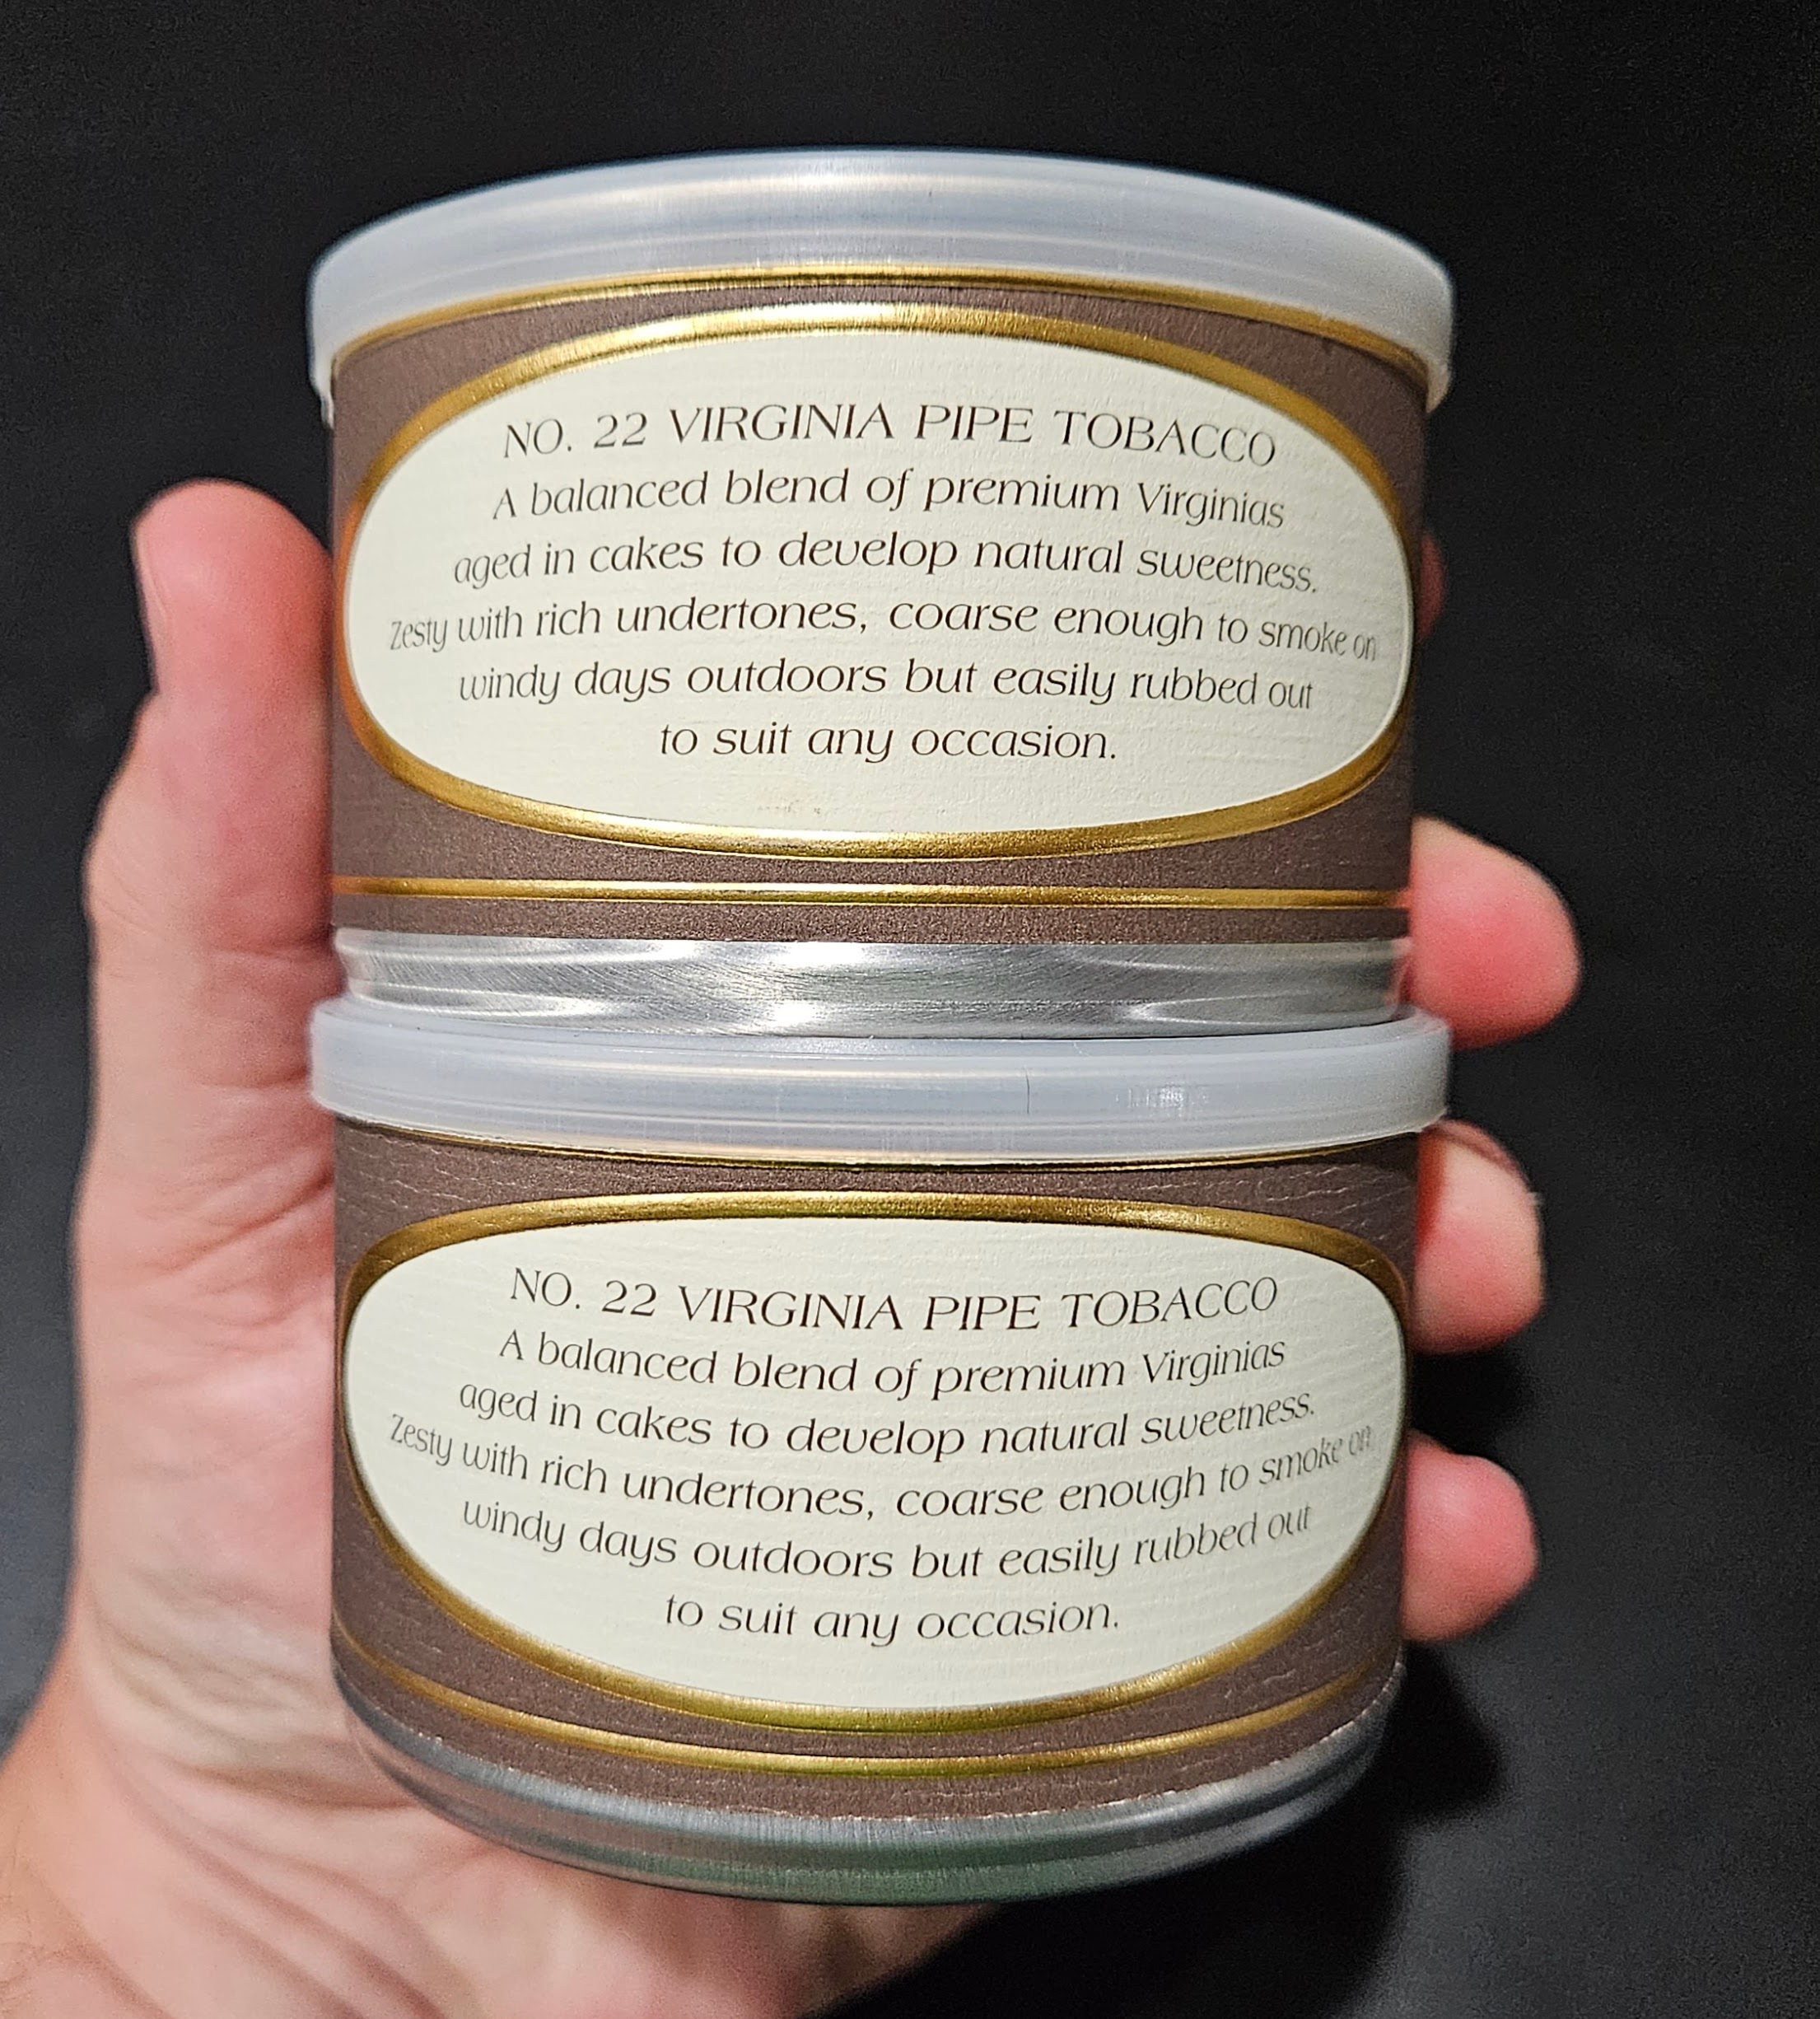 NO. 22 VIRGINIA PIPE TOBACCO
A balanced blend of premium Virginias
aged in cakes to develop natural sweetness.
Zesty with rich undertones, coarse enough to smoke on
windy days outdoors but easily rubbed out
to suit any occasion.
NO. 22 VIRGINIA PIPE TOBACCO
A balanced blend of premium Virginias
aged in cakes to develop natural sweetness.
Zesty with rich undertones, coarse enough to smoke on
windy days outdoors but easily rubbed out
to suit any occasion.